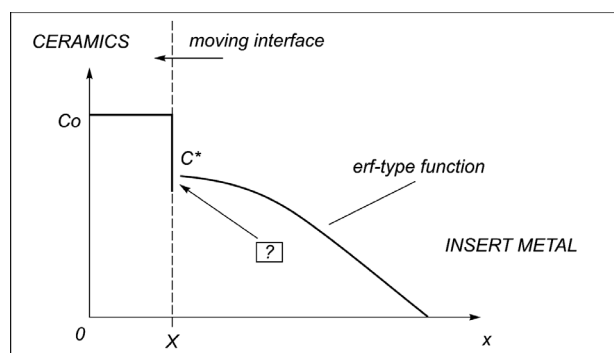 CERAMICS
moving interface
Co
C*
erf-type function
?
INSERT METAL
0
X
x